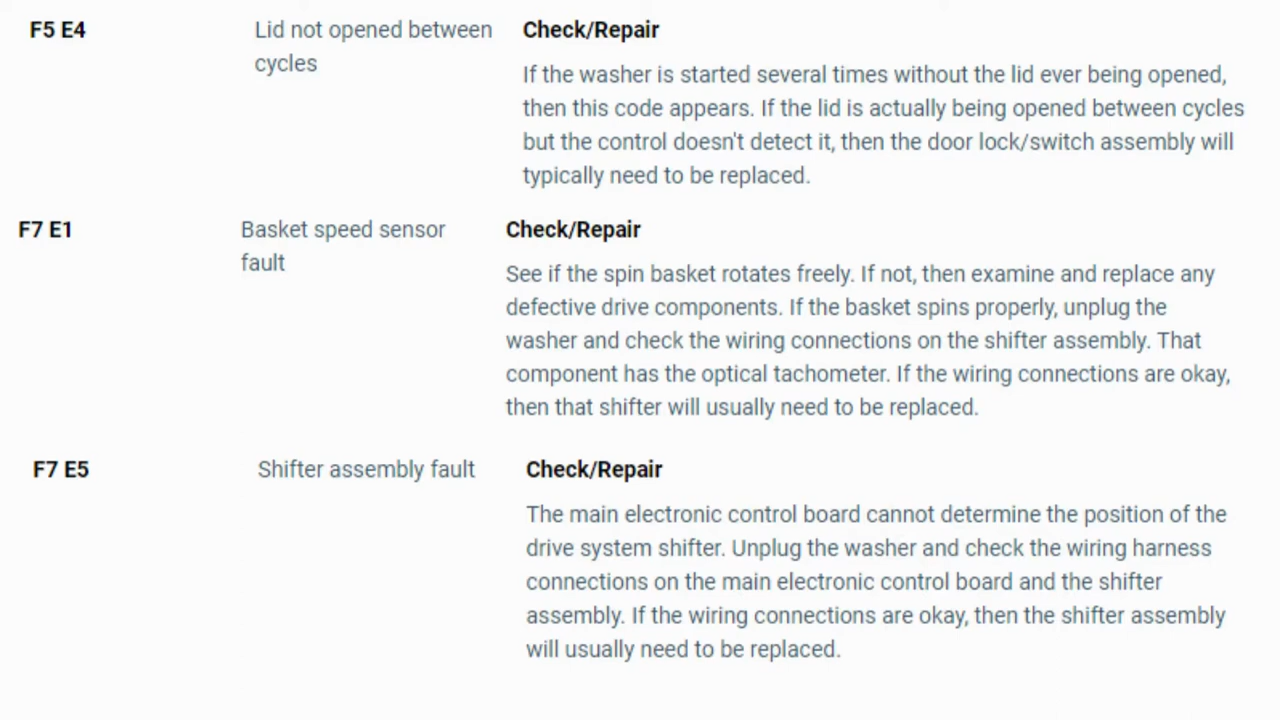 F5 E4
Lid not opened between
cycles
Check/Repair
If the washer is started several times without the lid ever being opened,
then this code appears. If the lid is actually being opened between cycles
but the control doesn't detect it, then the door lock/switch assembly will
typically need to be replaced.
F7 E1
Basket speed sensor
fault
Check/Repair
See if the spin basket rotates freely. If not, then examine and replace any
defective drive components. If the basket spins properly, unplug the
washer and check the wiring connections on the shifter assembly. That
component has the optical tachometer. If the wiring connections are okay,
then that shifter will usually need to be replaced.
F7 E5
Shifter assembly fault
Check/Repair
The main electronic control board cannot determine the position of the
drive system shifter. Unplug the washer and check the wiring harness
connections on the main electronic control board and the shifter
assembly. If the wiring connections are okay, then the shifter assembly
will usually need to be replaced.